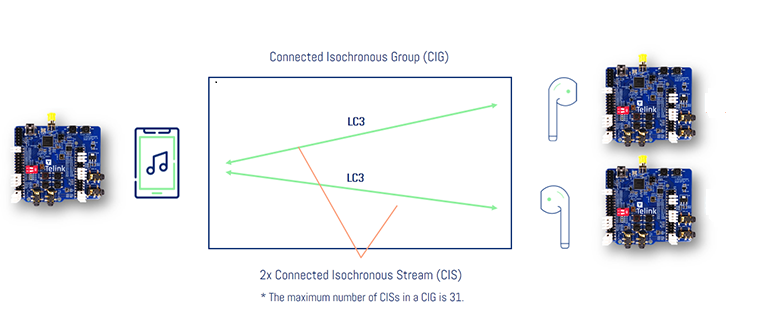 Connected Isochronous Group (CIG)
LC3
LC3
Telink
Telink
Telink
2x Connected Isochronous Stream (CIS)
* The maximum number of CISs in a CIG is 31.